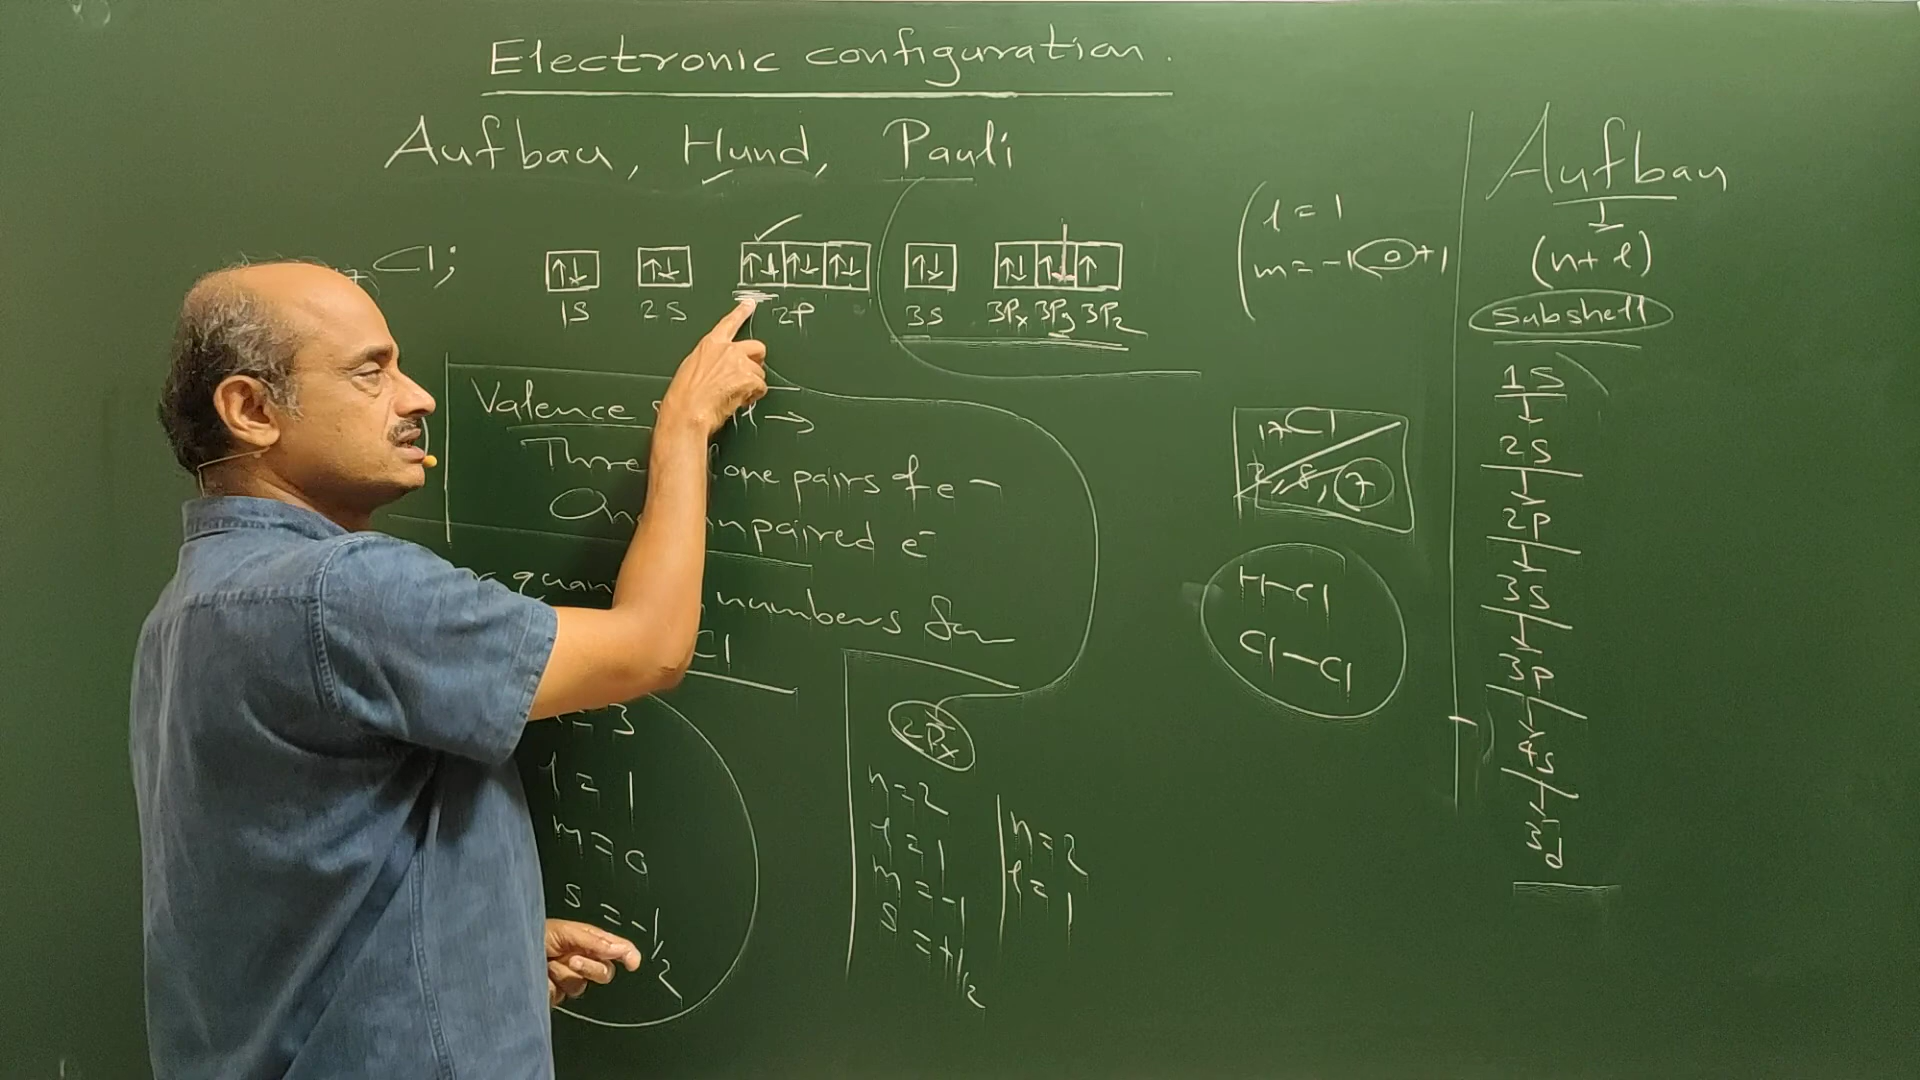 Electronic configuration.
Aufbau, Hund, Pauli
17Cl;
↑↓ ↑↓ ↑↓ ↑↓ ↑↓ ↑↓ ↑↓ ↑↓ ↑
1S 2S 2P 3S 3Px 3Py 3Pz
Valence
Three lone pairs of e-
One unpaired e-
numbers for
Cl
= 3
l = 1
m = 0
s = -1/2
2Px
n = 2
l = 1
m = -1
s = +1/2
n = 2
l = 1
l = 1
m = -1 0 +1
17Cl
2, 8, 7
H-Cl
Cl-Cl
Aufbau
(n+l)
Subshell
1S
2S
2P
3S
3P
4S
3d